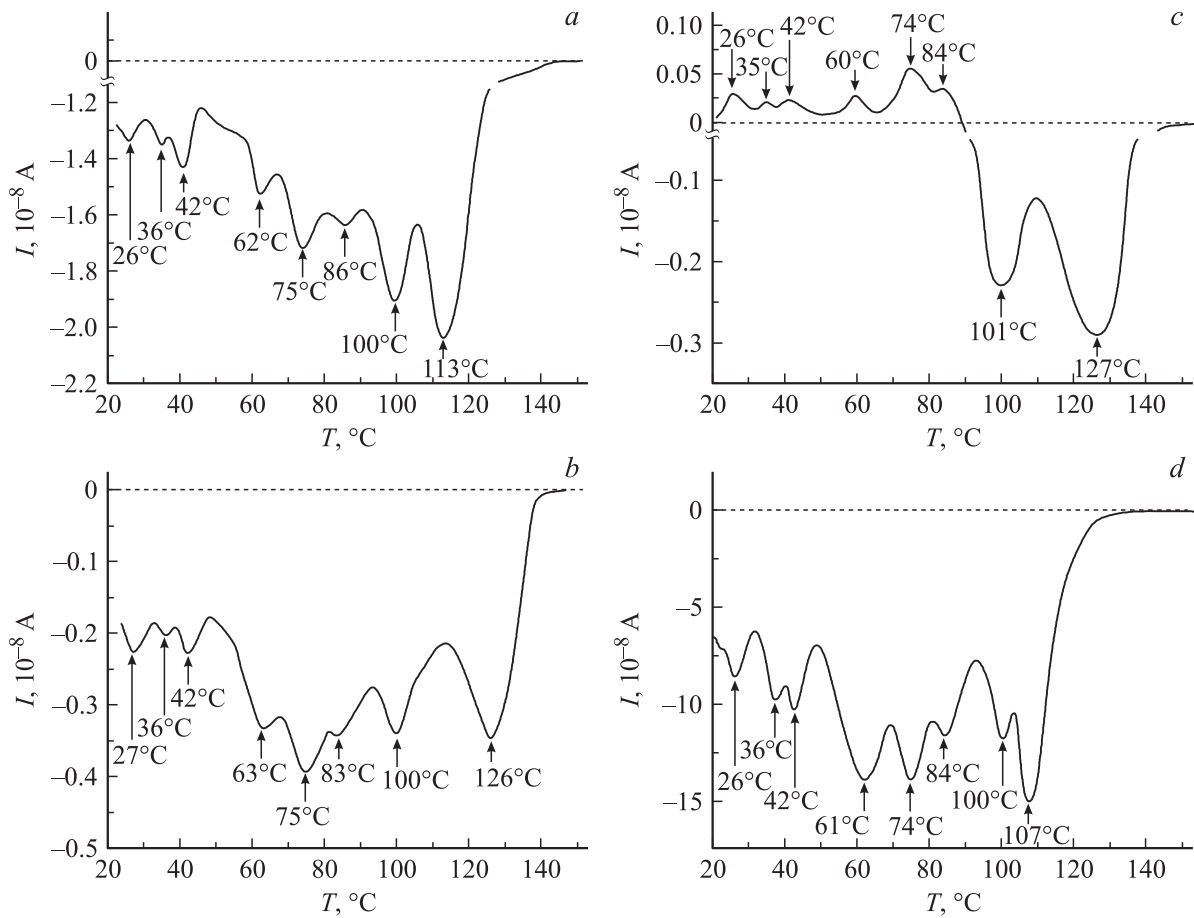 a
I, 10⁻⁸ A
0
−1.2
−1.4
−1.6
−1.8
−2.0
−2.2
26°C
36°C
42°C
62°C
75°C
86°C
100°C
113°C
20 40 60 80 100 120 140
T, °C
c
I, 10⁻⁸ A
0.10
0.05
0.025
0
−0.1
−0.2
−0.3
26°C
35°C
42°C
60°C
74°C
84°C
101°C
127°C
20 40 60 80 100 120 140
T, °C
b
I, 10⁻⁸ A
0
−0.1
−0.2
−0.3
−0.4
−0.5
27°C
36°C
42°C
63°C
75°C
83°C
100°C
126°C
20 40 60 80 100 120 140
T, °C
d
I, 10⁻⁸ A
0
−5
−10
−15
26°C
36°C
42°C
61°C
74°C
84°C
100°C
107°C
20 40 60 80 100 120 140
T, °C